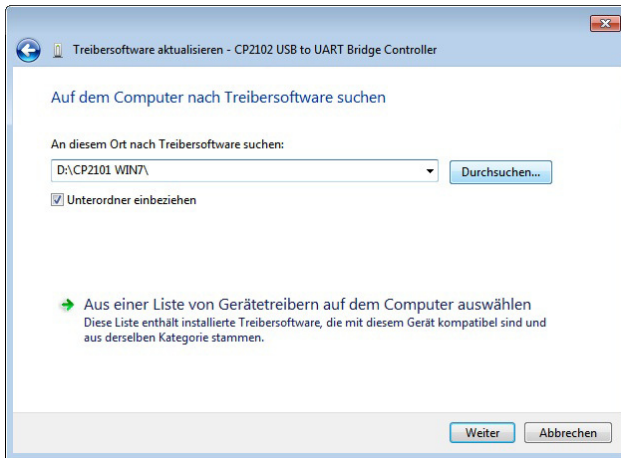 Treibersoftware aktualisieren - CP2102 USB to UART Bridge Controller
Auf dem Computer nach Treibersoftware suchen
An diesem Ort nach Treibersoftware suchen:
D:\CP2101 WIN7\
Durchsuchen...
Unterordner einbeziehen
Aus einer Liste von Gerätetreibern auf dem Computer auswählen
Diese Liste enthält installierte Treibersoftware, die mit diesem Gerät kompatibel sind und
aus derselben Kategorie stammen.
Weiter
Abbrechen